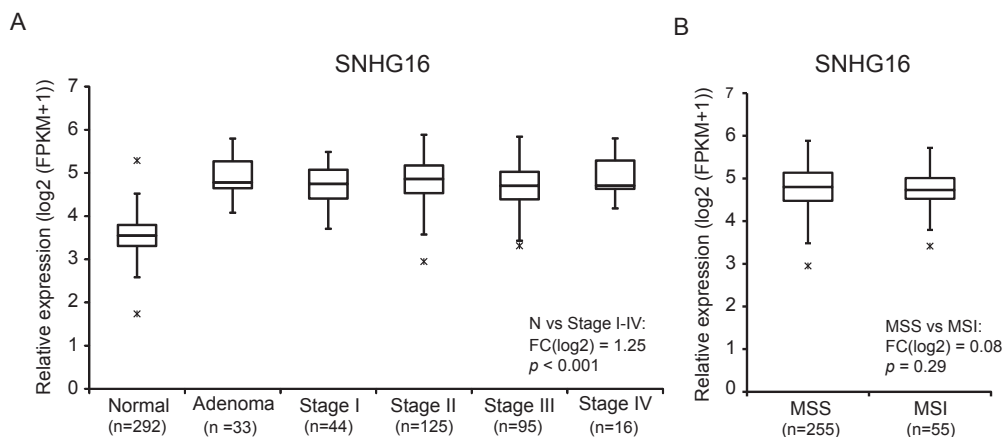 A
SNHG16
Relative expression (log2 (FPKM+1))
7
6
5
4
3
2
1
0
N vs Stage I-IV:
FC(log2) = 1.25
p < 0.001
Normal Adenoma Stage I Stage II Stage III Stage IV
(n=292) (n =33) (n=44) (n=125) (n=95) (n=16)
B
SNHG16
Relative expression (log2 (FPKM+1))
7
6
5
4
3
2
1
0
MSS vs MSI:
FC(log2) = 0.08
p = 0.29
MSS MSI
(n=255) (n=55)